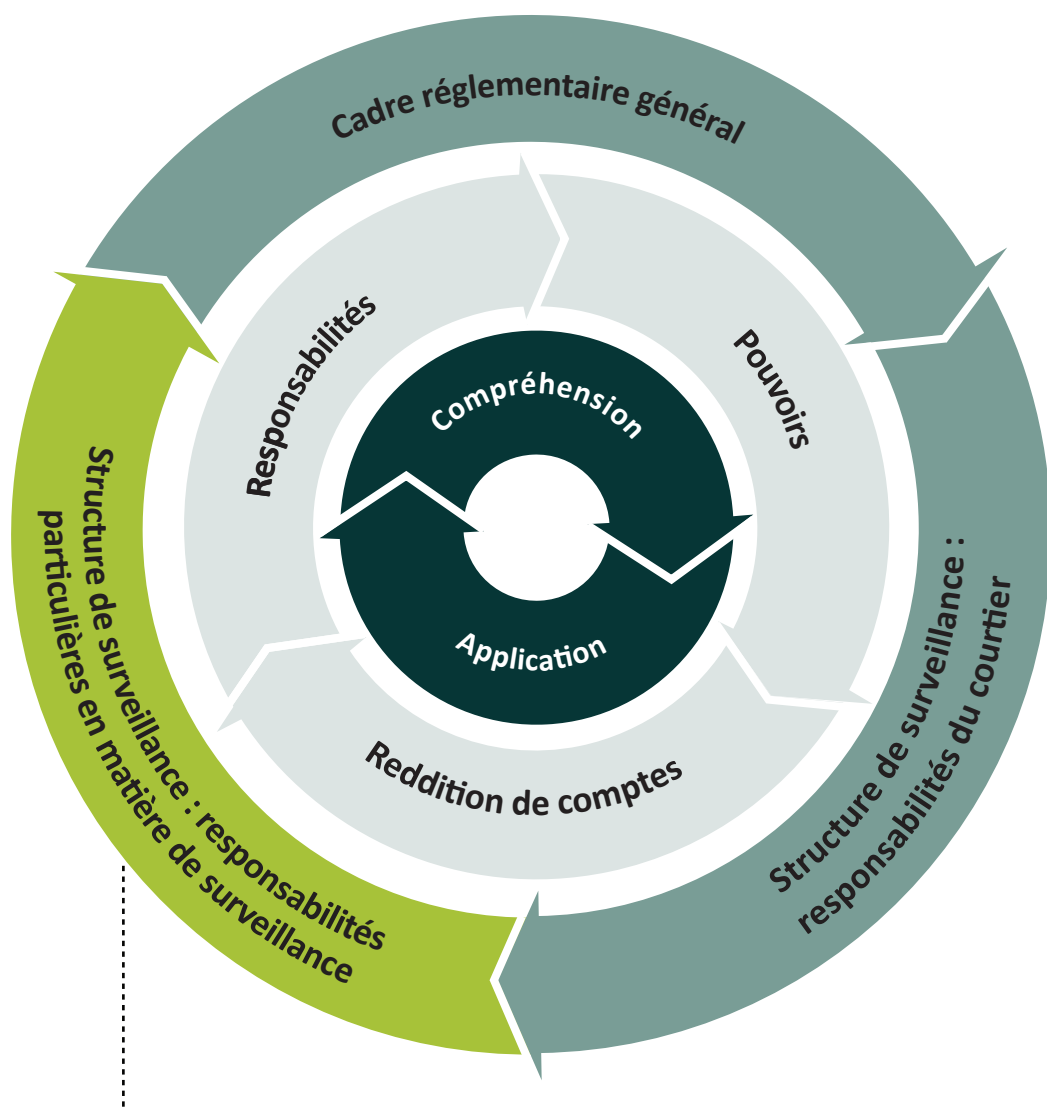 Cadre réglementaire général
Responsabilités
Pouvoirs
Compréhension
Application
Reddition de comptes
Structure de surveillance :
responsabilités du courtier
Structure de surveillance : responsabilités
particulières en matière de surveillance